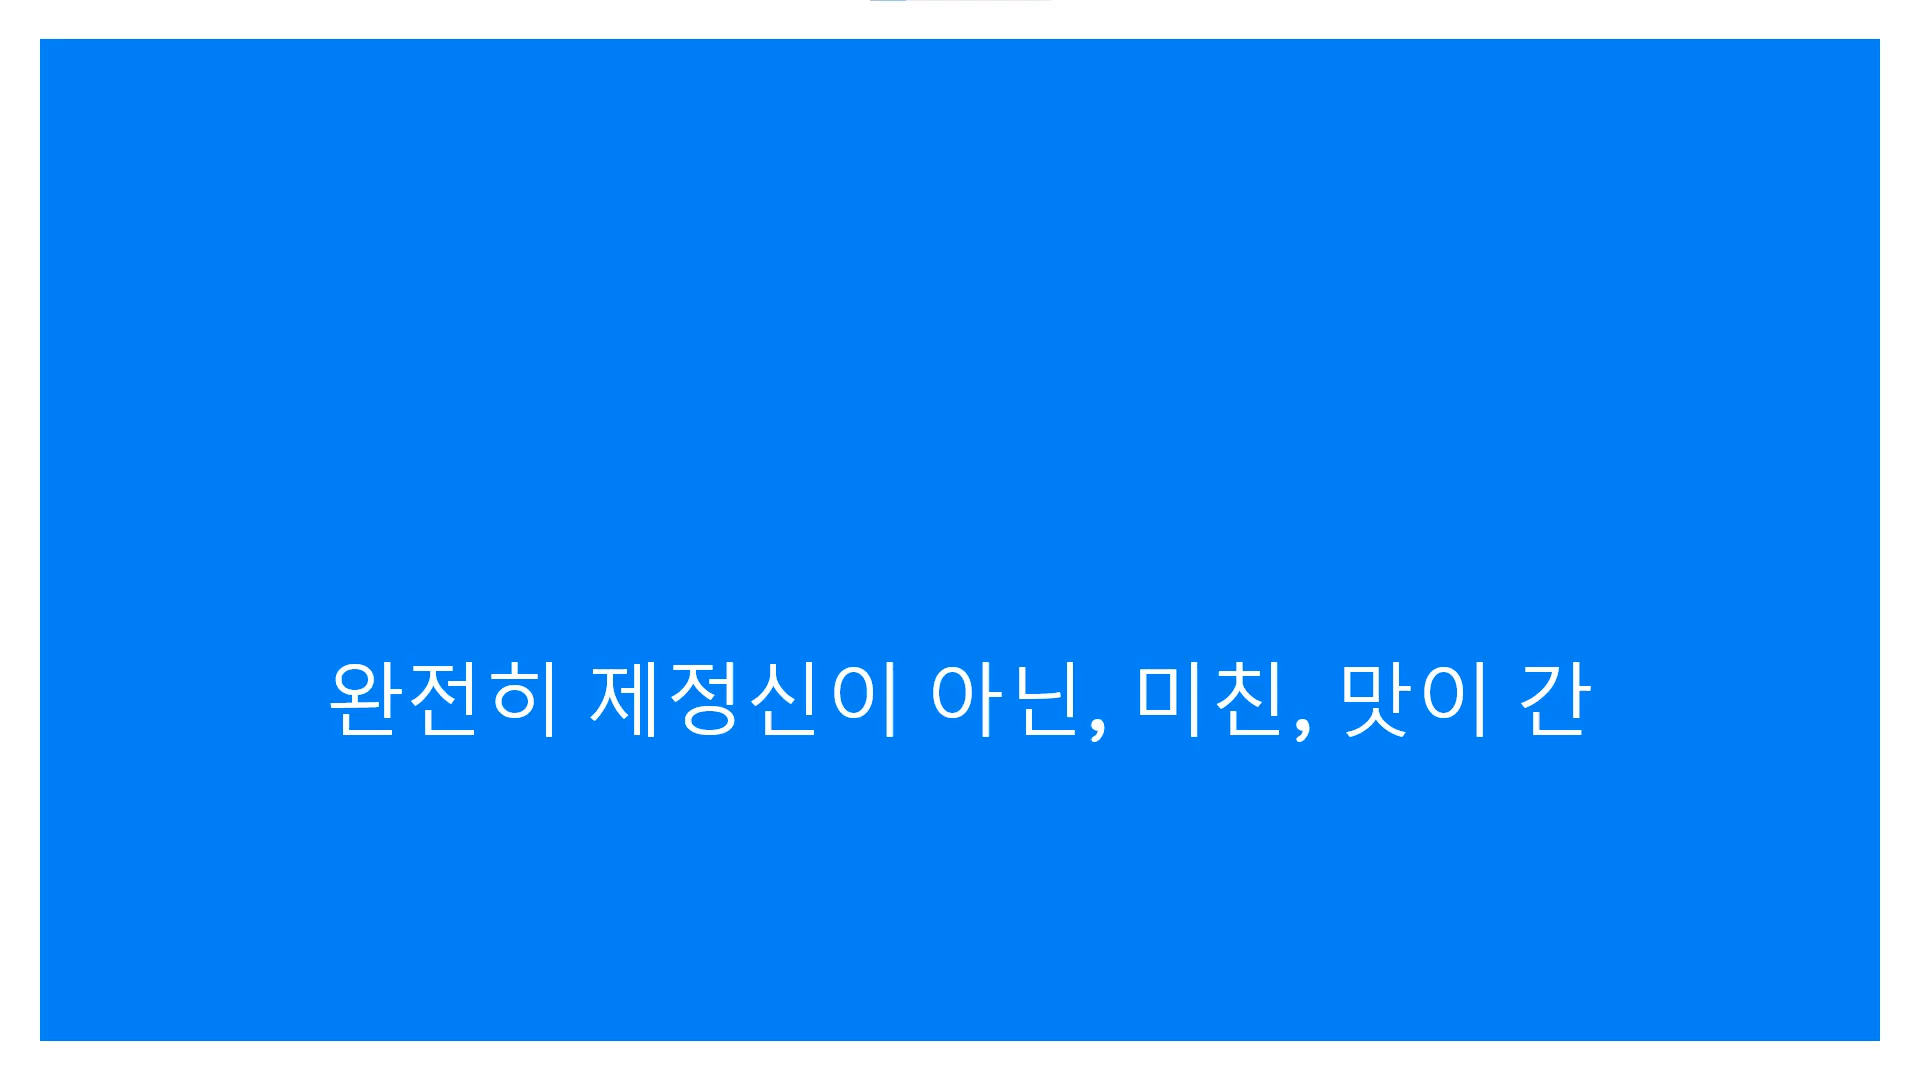 완전히 제정신이 아닌, 미친, 맛이 간